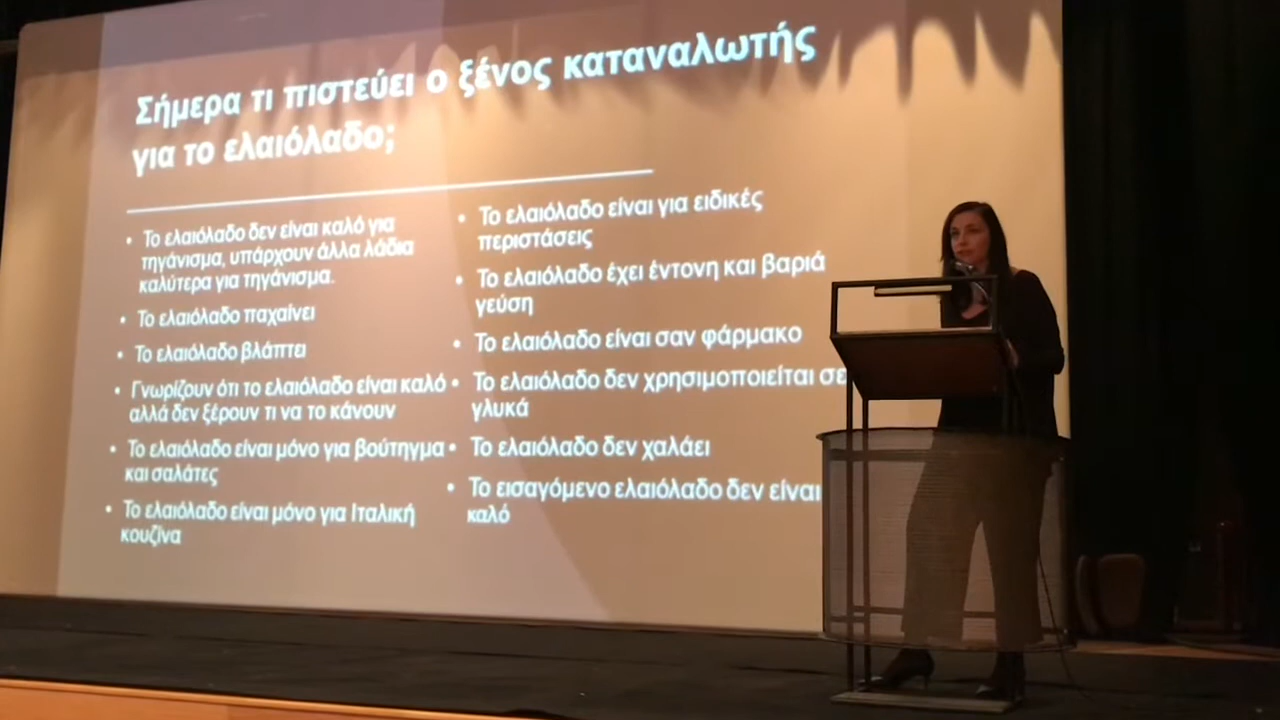 Σήμερα τι πιστεύει ο ξένος καταναλωτής
για το ελαιόλαδο;
• Το ελαιόλαδο δεν είναι καλό για
τηγάνισμα, υπάρχουν άλλα λάδια
καλύτερα για τηγάνισμα.
• Το ελαιόλαδο παχαίνει
• Το ελαιόλαδο βλάπτει
• Γνωρίζουν ότι το ελαιόλαδο είναι καλό
αλλά δεν ξέρουν τι να το κάνουν
• Το ελαιόλαδο είναι μόνο για βούτηγμα
και σαλάτες
• Το ελαιόλαδο είναι μόνο για Ιταλική
κουζίνα
• Το ελαιόλαδο είναι για ειδικές
περιστάσεις
• Το ελαιόλαδο έχει έντονη και βαριά
γεύση
• Το ελαιόλαδο είναι σαν φάρμακο
• Το ελαιόλαδο δεν χρησιμοποιείται σε
γλυκά
• Το ελαιόλαδο δεν χαλάει
• Το εισαγόμενο ελαιόλαδο δεν είναι
καλό